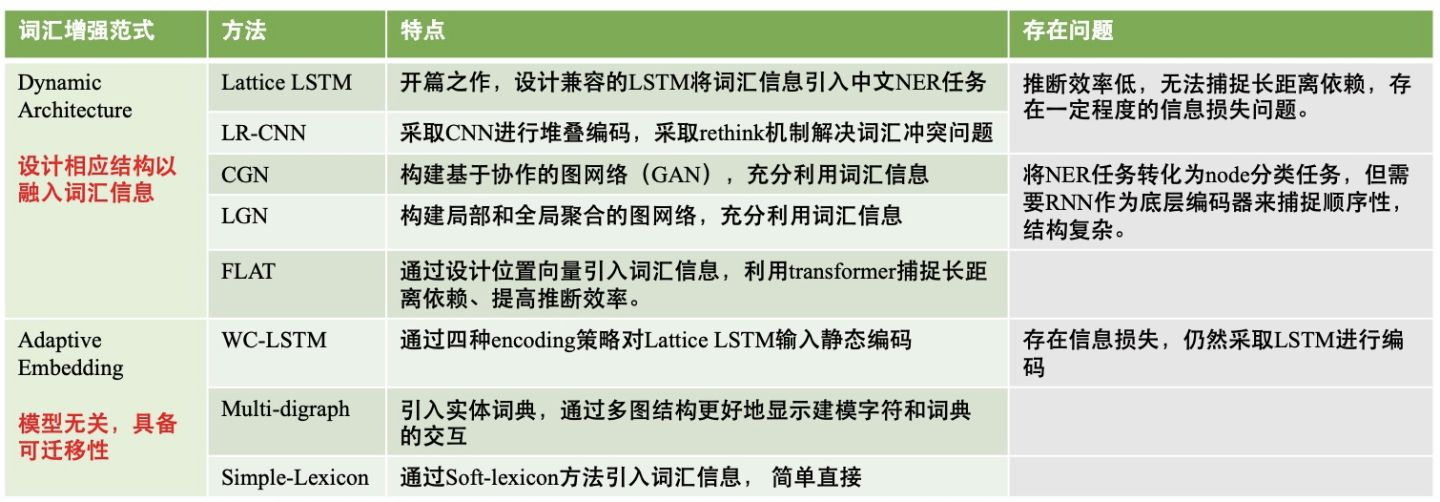 词汇增强范式
方法
特点
存在问题
Dynamic
Architecture
设计相应结构以
融入词汇信息
Lattice LSTM
开篇之作，设计兼容的LSTM将词汇信息引入中文NER任务
推断效率低，无法捕捉长距离依赖，存
在一定程度的信息损失问题。
LR-CNN
采取CNN进行堆叠编码，采取rethink机制解决词汇冲突问题
CGN
构建基于协作的图网络（GAN），充分利用词汇信息
将NER任务转化为node分类任务，但需
要RNN作为底层编码器来捕捉顺序性，
结构复杂。
LGN
构建局部和全局聚合的图网络，充分利用词汇信息
FLAT
通过设计位置向量引入词汇信息，利用transformer捕捉长距
离依赖、提高推断效率。
Adaptive
Embedding
模型无关，具备
可迁移性
WC-LSTM
通过四种encoding策略对Lattice LSTM输入静态编码
存在信息损失，仍然采取LSTM进行编
码
Multi-digraph
引入实体词典，通过多图结构更好地显示建模字符和词典
的交互
Simple-Lexicon
通过Soft-lexicon方法引入词汇信息， 简单直接